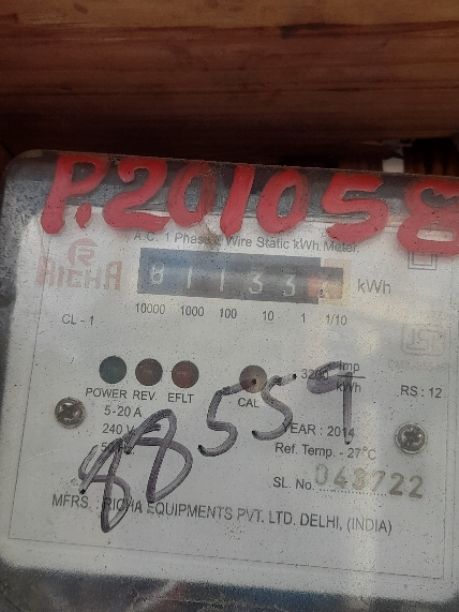 P.201058
A.C. 1 Phase 2 Wire Static kWh Meter.
RICHA
kWh
10000 1000 100 10 1 1/10
CL - 1
3200 imp/kWh
POWER REV EFLT CAL RS : 12
88559
5-20 A
240 V
YEAR : 2014
Ref. Temp. - 27°C
SL. No. 043722
MFRS. : RICHA EQUIPMENTS PVT. LTD. DELHI, (INDIA)